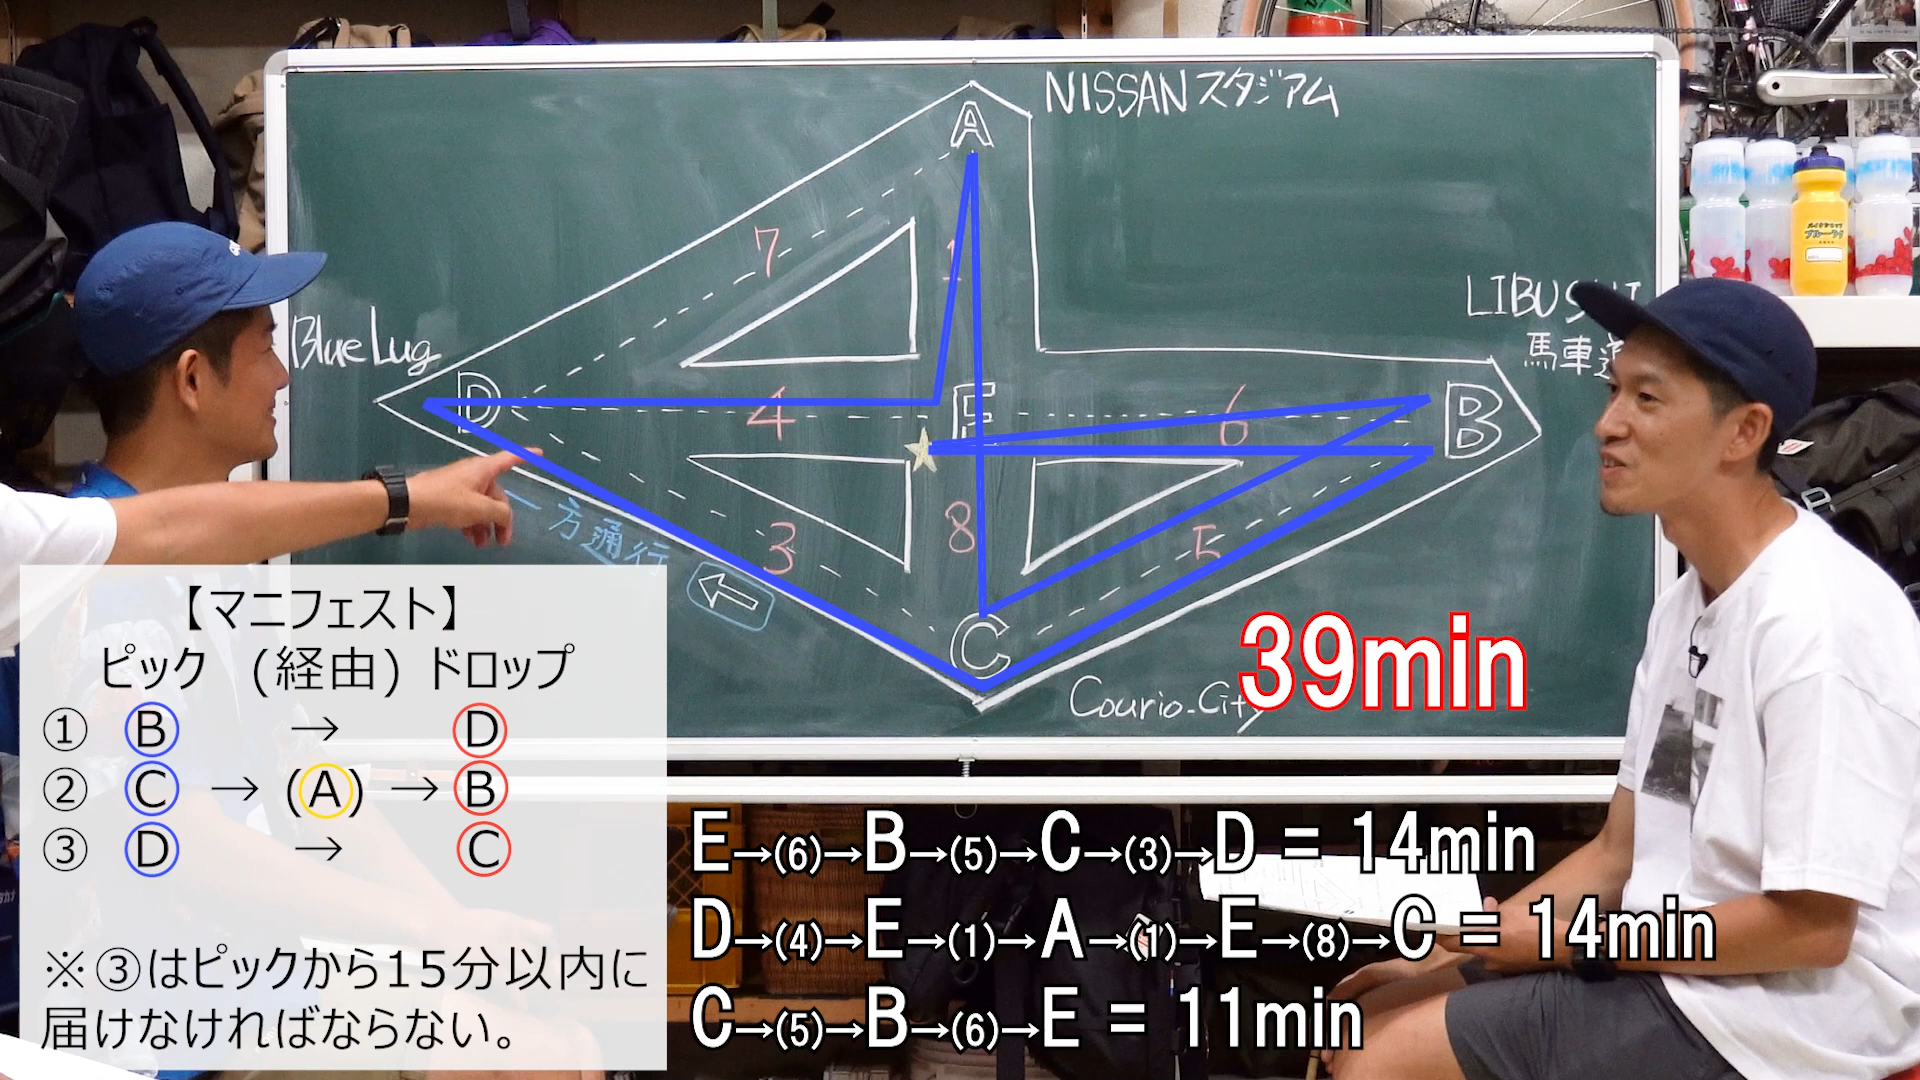 NISSANスタジアム
A
7
1
Blue Lug
LIBUS
馬車道
D
4
E
6
B
一方通行
3
8
5
←
C
Courio-City
39min
【マニフェスト】
ピック (経由) ドロップ
① B → D
② C → (A) → B
③ D → C
※③はピックから15分以内に
届けなければならない。
E→(6)→B→(5)→C→(3)→D = 14min
D→(4)→E→(1)→A→(1)→E→(8)→C = 14min
C→(5)→B→(6)→E = 11min